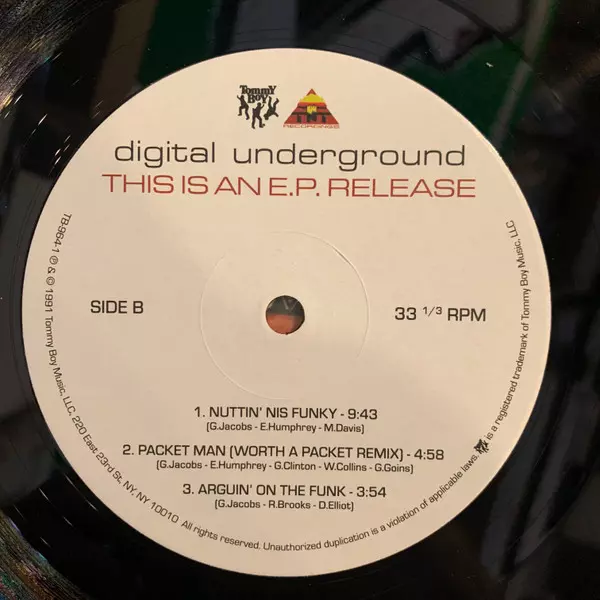 Tommy
Boy
TNT
RECORDINGS
digital underground
THIS IS AN E.P. RELEASE
SIDE B
33 1/3 RPM
1. NUTTIN' NIS FUNKY - 9:43
(G.Jacobs - E.Humphrey - M.Davis)
2. PACKET MAN (WORTH A PACKET REMIX) - 4:58
(G.Jacobs - E.Humphrey - G.Clinton - W.Collins - G.Goins)
3. ARGUIN' ON THE FUNK - 3:54
(G.Jacobs - R.Brooks - D.Elliot)
TB-964-1 ℗ & © 1991 Tommy Boy Music, LLC, 220 East 23rd St, NY, NY 10010 All rights reserved. Unauthorized duplication is a violation of applicable laws. is a registered trademark of Tommy Boy Music, LLC